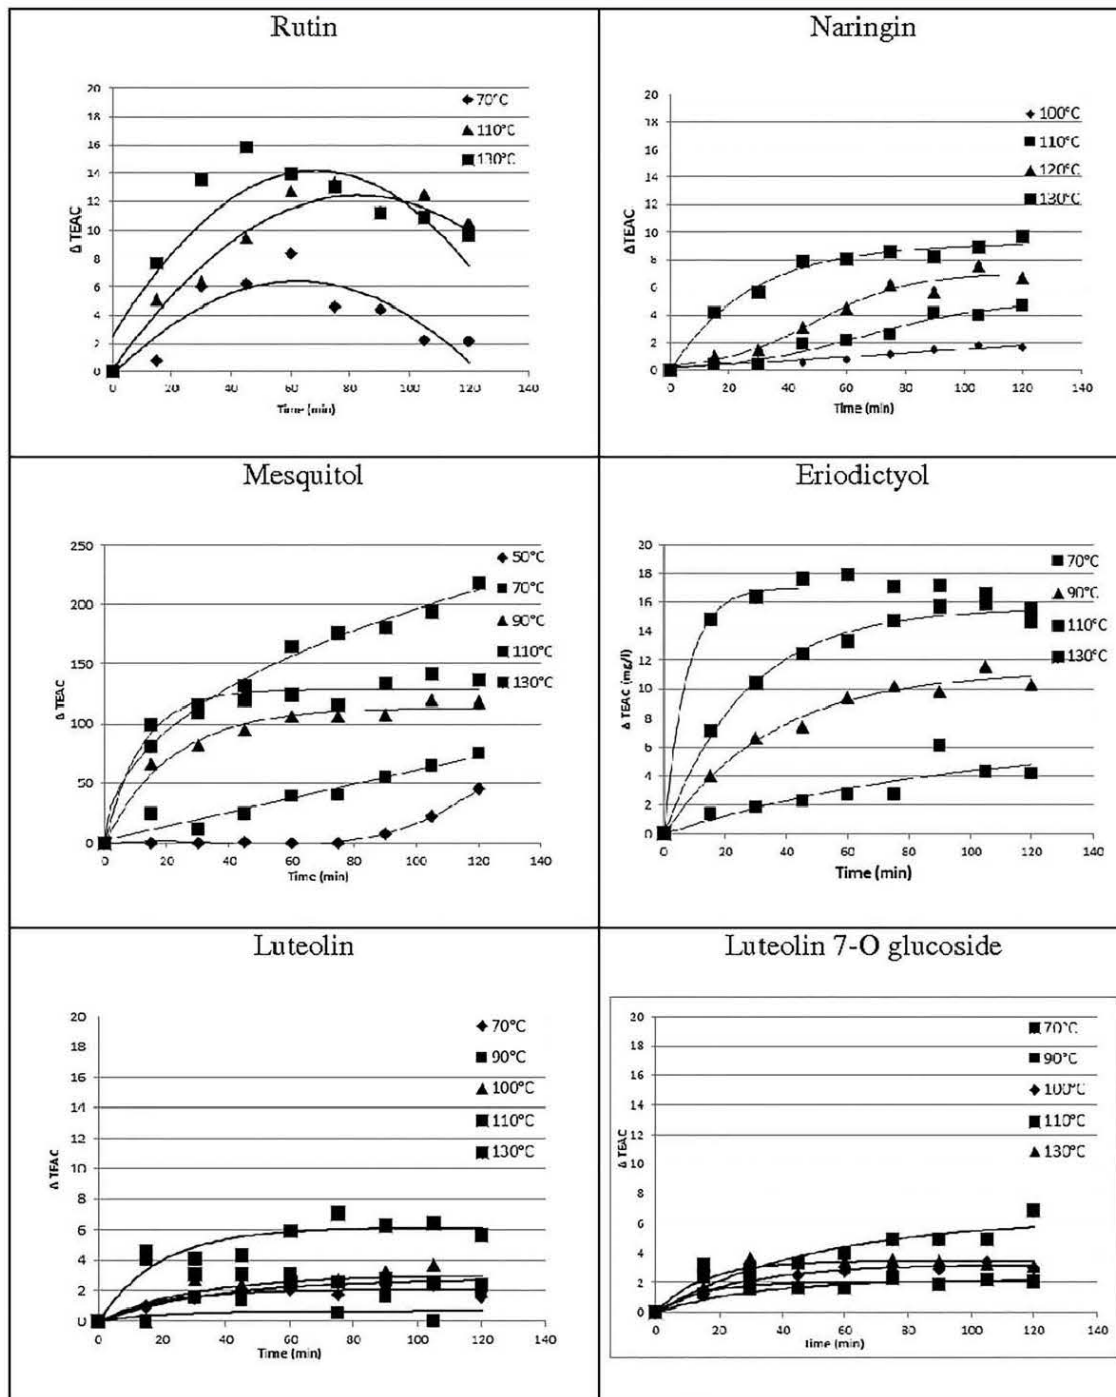 Rutin
20
18
16
14
12
10
8
6
4
2
0
Δ TEAC
70°C
110°C
130°C
0 20 40 60 80 100 120 140
Time (min)
Naringin
20
18
16
14
12
10
8
6
4
2
0
ΔTEAC
100°C
110°C
120°C
130°C
0 20 40 60 80 100 120 140
Time (min)
Mesquitol
250
200
150
100
50
0
Δ TEAC
50°C
70°C
90°C
110°C
130°C
0 20 40 60 80 100 120 140
Time (min)
Eriodictyol
20
18
16
14
12
10
8
6
4
2
0
Δ TEAC (mg/l)
70°C
90°C
110°C
130°C
0 20 40 60 80 100 120 140
Time (min)
Luteolin
20
18
16
14
12
10
8
6
4
2
0
Δ TEAC
70°C
90°C
100°C
110°C
130°C
0 20 40 60 80 100 120 140
Time (min)
Luteolin 7-O glucoside
20
18
16
14
12
10
8
6
4
2
0
Δ TEAC
70°C
90°C
100°C
110°C
130°C
0 20 40 60 80 100 120 140
Time (min)